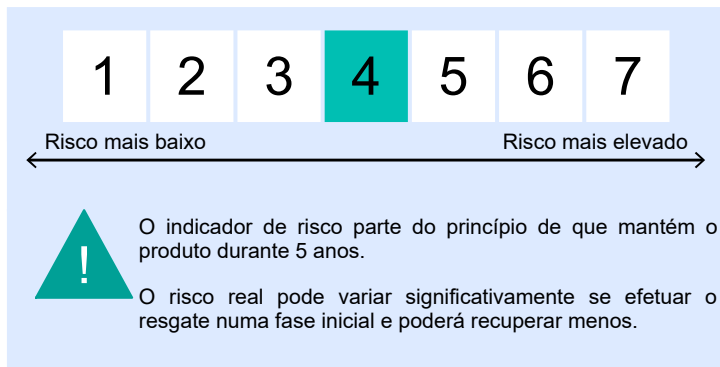 1 2 3 4 5 6 7
Risco mais baixo Risco mais elevado
!
O indicador de risco parte do princípio de que mantém o
produto durante 5 anos.
O risco real pode variar significativamente se efetuar o
resgate numa fase inicial e poderá recuperar menos.